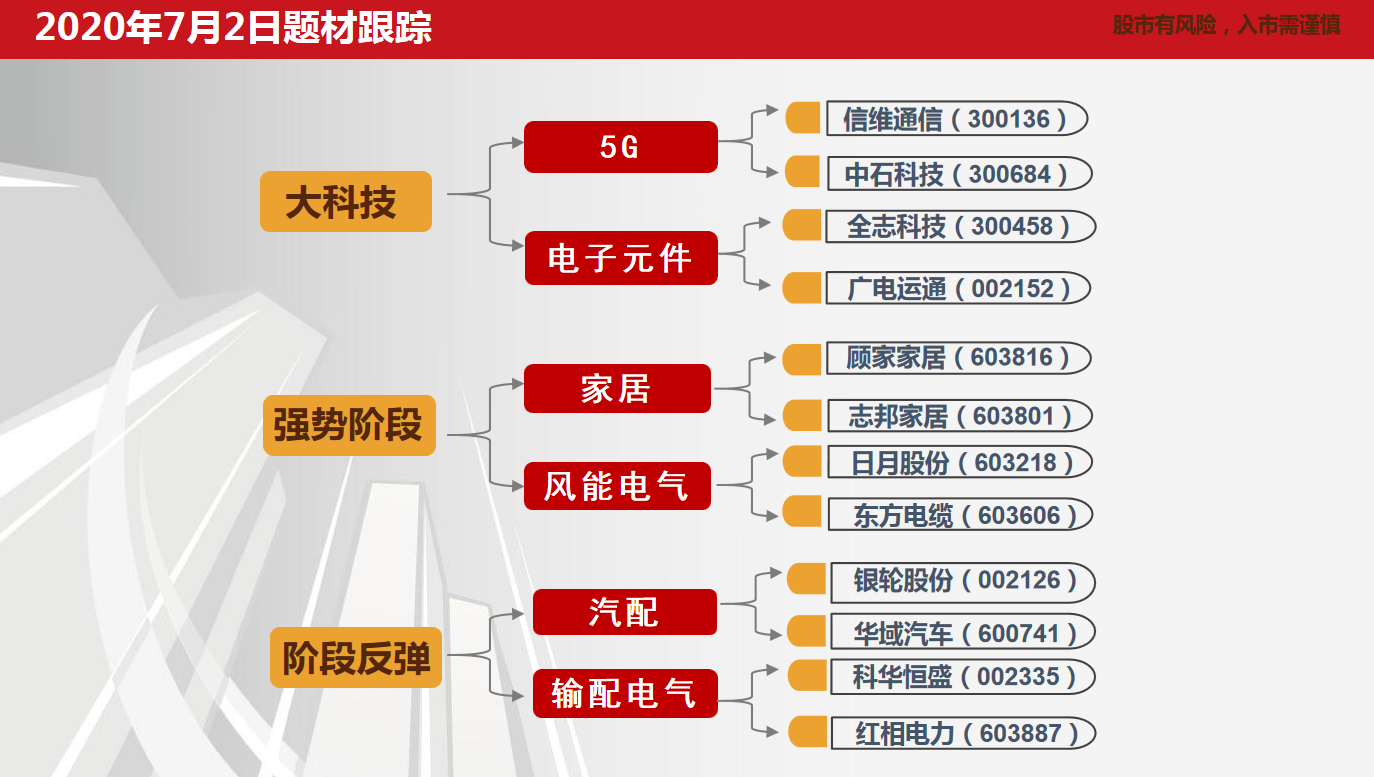 2020年7月2日题材跟踪
股市有风险，入市需谨慎
大科技
5G
信维通信（300136）
中石科技（300684）
电子元件
全志科技（300458）
广电运通（002152）
强势阶段
家居
顾家家居（603816）
志邦家居（603801）
风能电气
日月股份（603218）
东方电缆（603606）
阶段反弹
汽配
银轮股份（002126）
华域汽车（600741）
输配电气
科华恒盛（002335）
红相电力（603887）